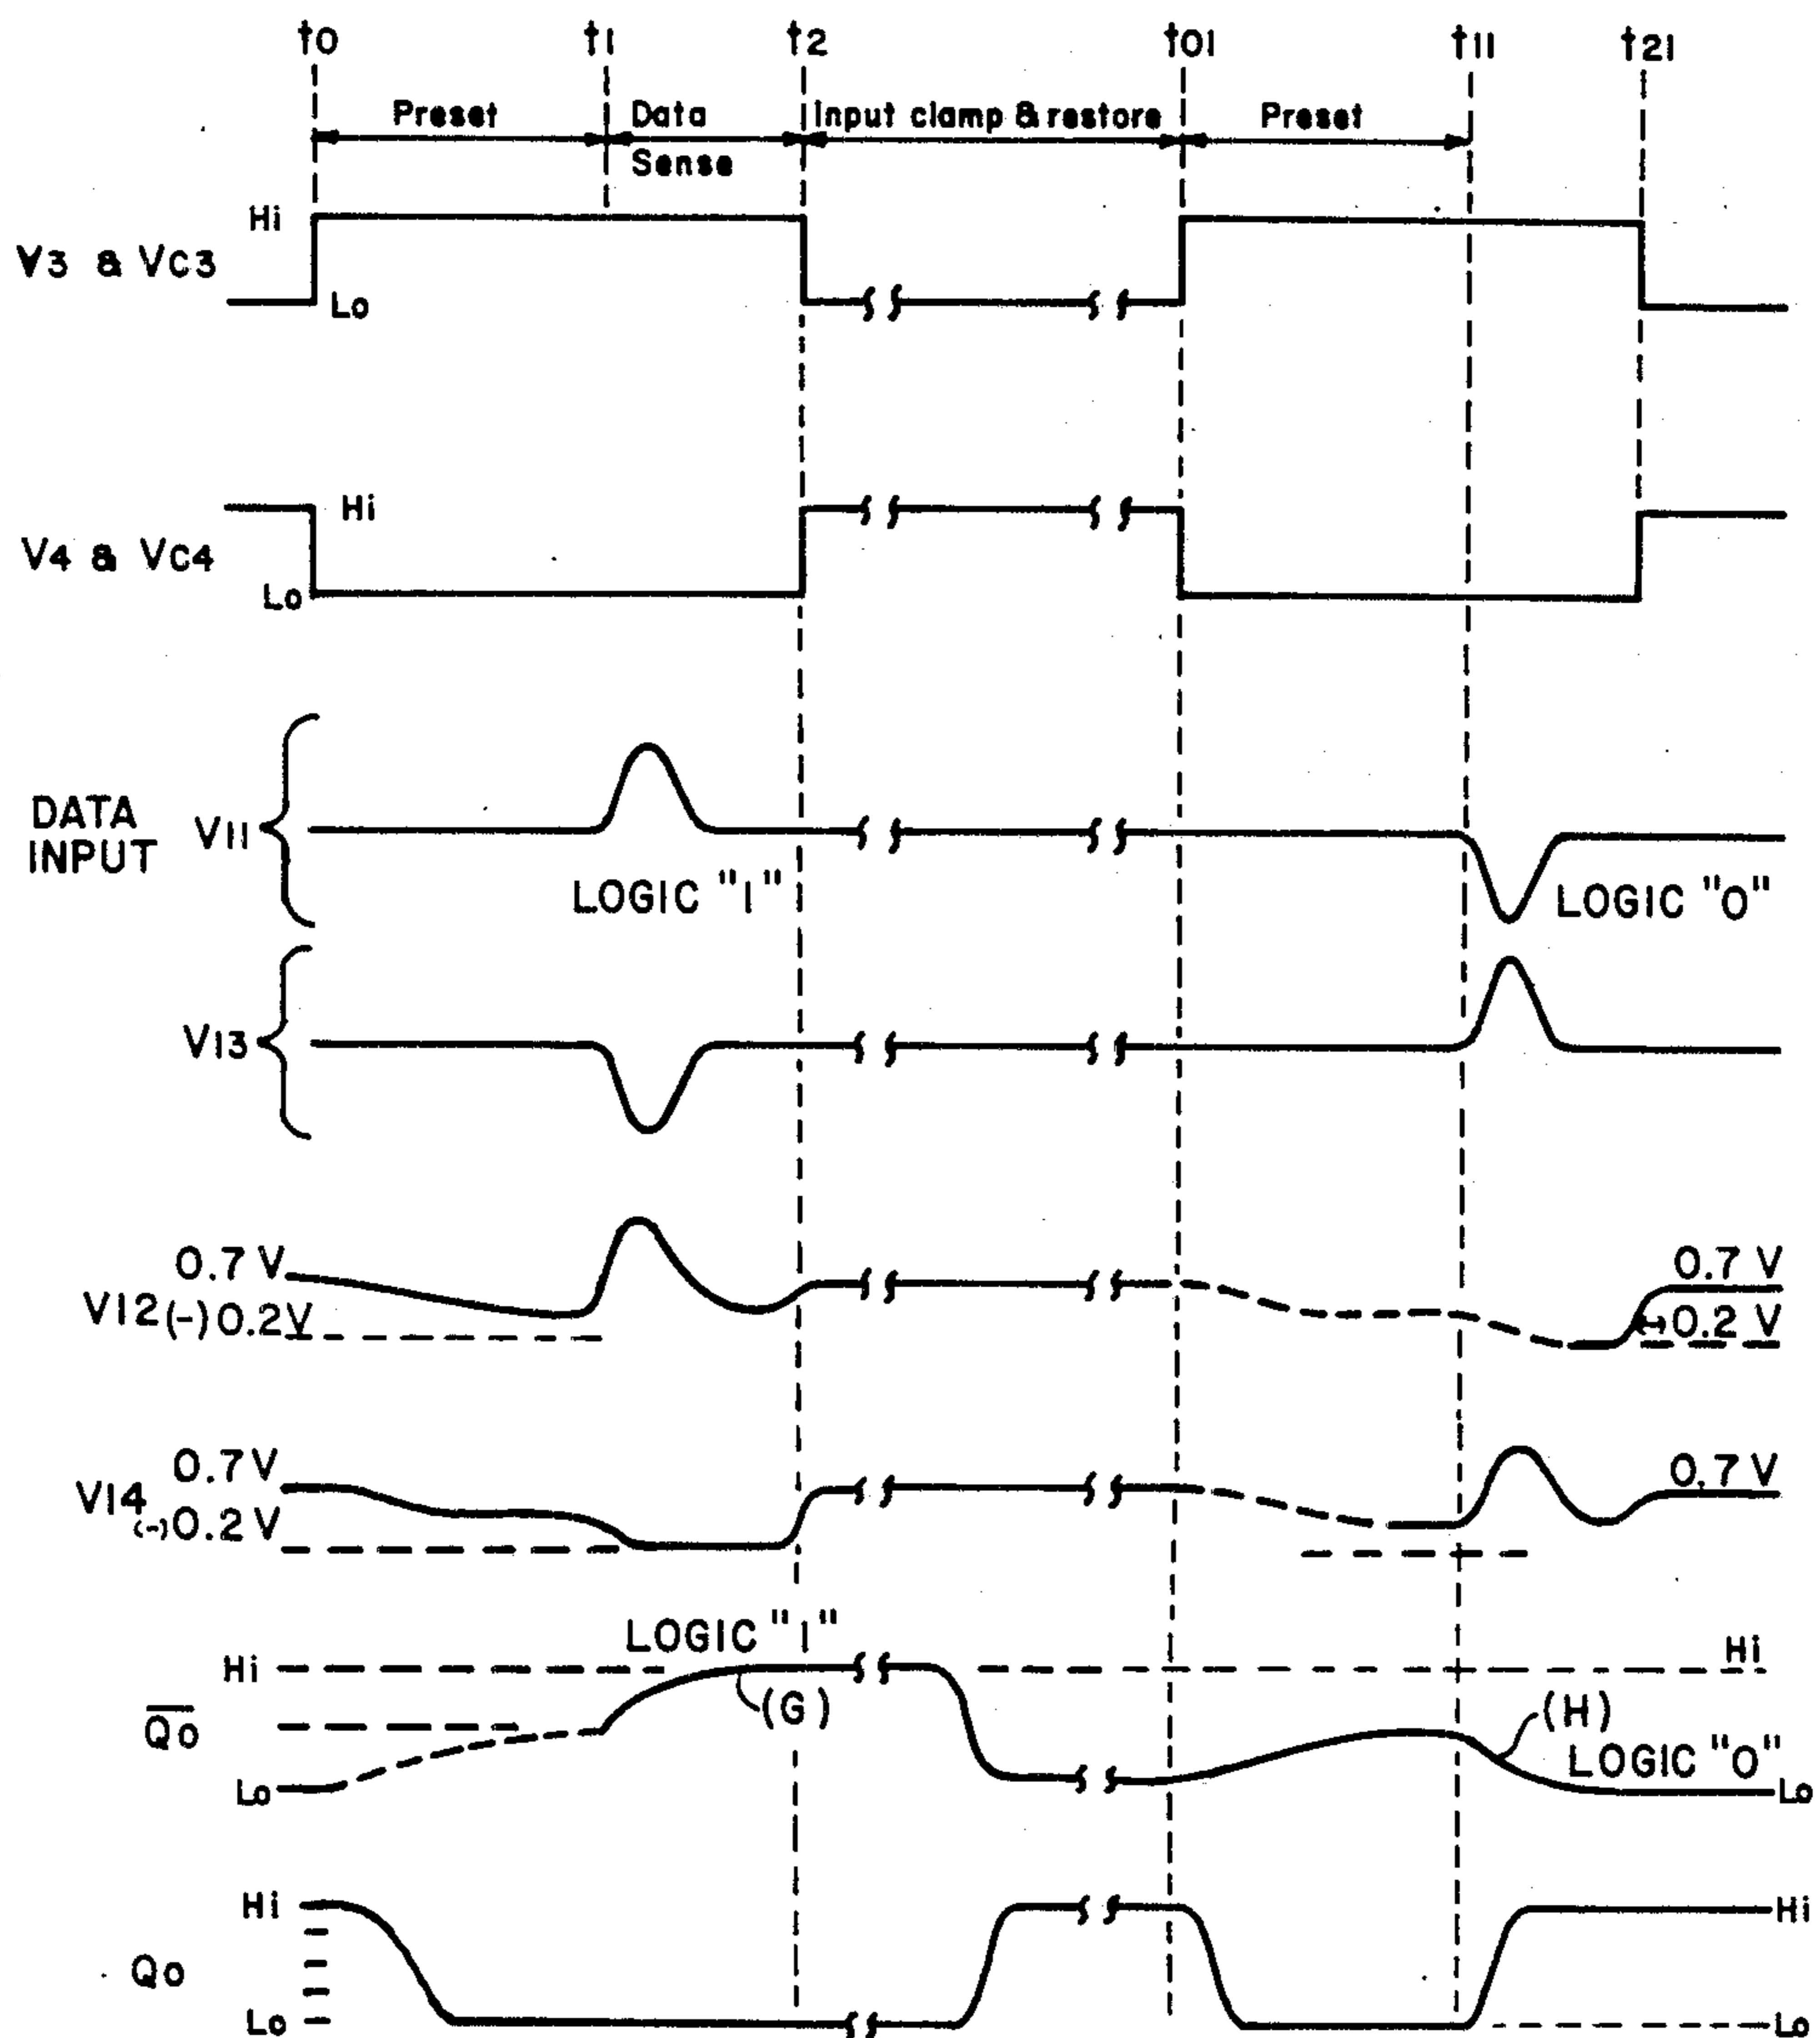 t0 t1 t2 t01 t11 t21
Preset Data Sense Input clamp & restore Preset
Hi
V3 & VC3
Lo
Hi
V4 & VC4
Lo
DATA INPUT V11
LOGIC "1" LOGIC "0"
V13
0.7 V 0.7 V
V12 (-) 0.2 V (-) 0.2 V
0.7 V 0.7 V
V14 (-) 0.2 V
LOGIC "1"
Hi Hi
Q̅0̅ (G) (H)
LOGIC "0"
Lo Lo
Hi Hi
Q0
Lo Lo